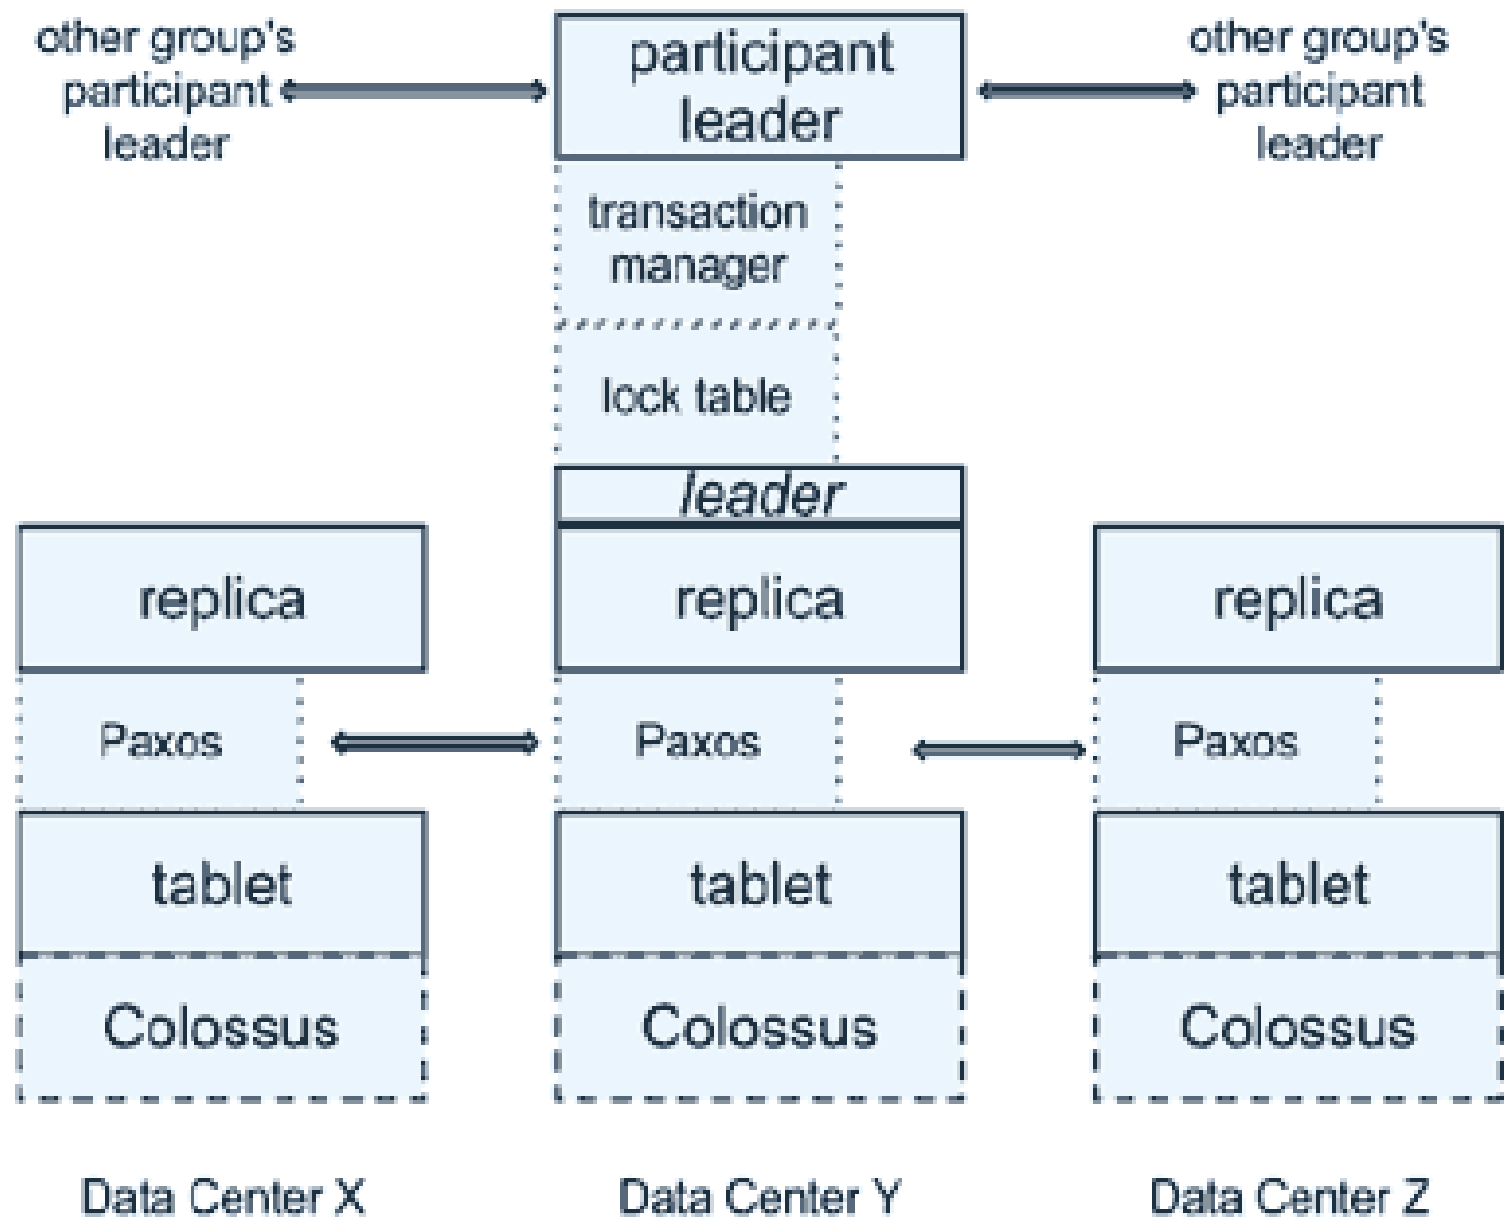 other group's
participant
leader
participant
leader
other group's
participant
leader
transaction
manager
lock table
leader
replica
replica
replica
Paxos
Paxos
Paxos
tablet
tablet
tablet
Colossus
Colossus
Colossus
Data Center X
Data Center Y
Data Center Z